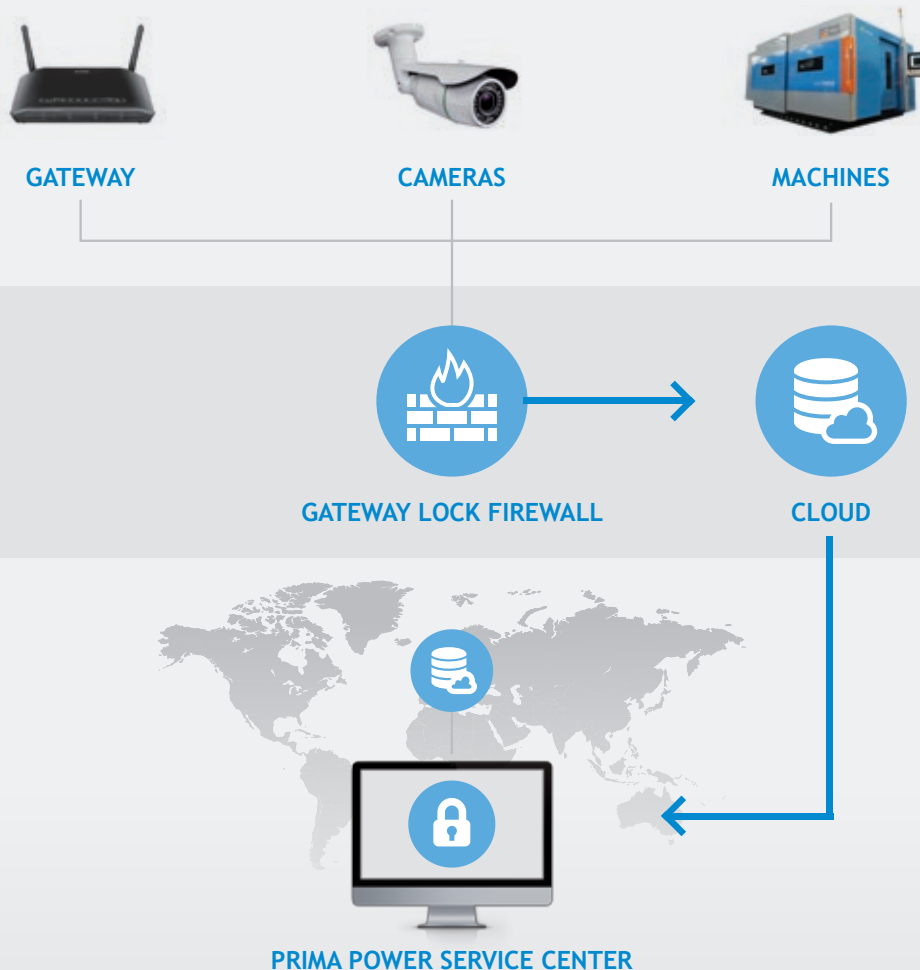 GATEWAY
CAMERAS
MACHINES
GATEWAY LOCK FIREWALL
CLOUD
PRIMA POWER SERVICE CENTER